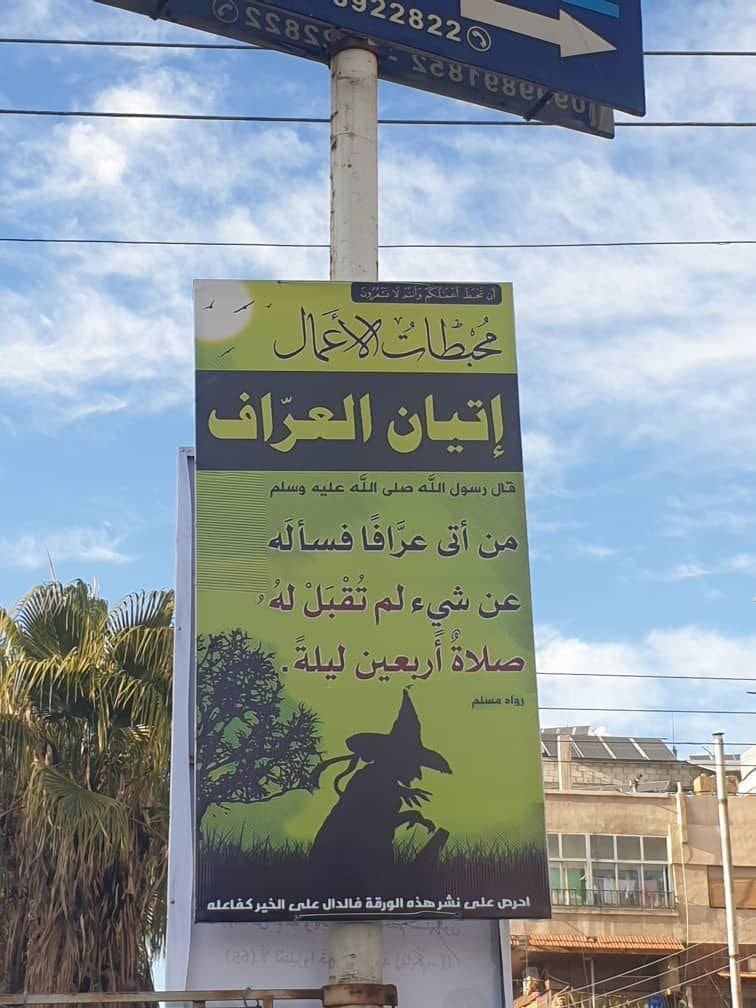 8922822
أن تحبط أعمالكم وأنتم لا تشعرون
محبطات الأعمال
إتيان العرّاف
قال رسول الله صلى الله عليه وسلم
من أتى عرَّافًا فسألَه
عن شيء لم تُقْبَلْ لهُ
صلاةٌ أربعين ليلةً.
رواه مسلم
احرص على نشر هذه الورقة فالدال على الخير كفاعله